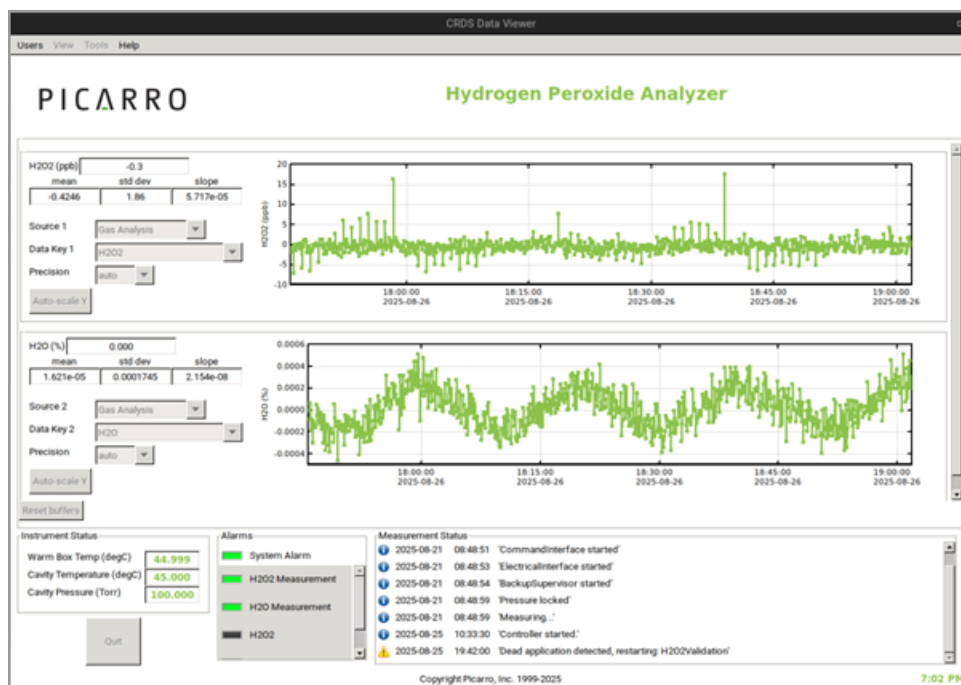 CRDS Data Viewer
Users View Tools Help
PICARRO
Hydrogen Peroxide Analyzer
H2O2 (ppb) -0.3
mean std dev slope
-0.4246 1.86 5.717e-05
Source 1 Gas Analysis
Data Key 1 H2O2
Precision auto
Auto-scale Y
H2O2 (ppb)
20
15
10
5
0
-5
-10
18:00:00 18:15:00 18:30:00 18:45:00 19:00:00
2025-08-26 2025-08-26 2025-08-26 2025-08-26 2025-08-26
H2O (%) 0.000
mean std dev slope
1.621e-05 0.0001745 2.154e-08
Source 2 Gas Analysis
Data Key 2 H2O
Precision auto
Auto-scale Y
H2O (%)
0.0006
0.0004
0.0002
0.0000
-0.0002
-0.0004
18:00:00 18:15:00 18:30:00 18:45:00 19:00:00
2025-08-26 2025-08-26 2025-08-26 2025-08-26 2025-08-26
Reset buffers
Instrument Status
Warm Box Temp (degC) 44.999
Cavity Temperature (degC) 45.000
Cavity Pressure (Torr) 100.000
Quit
Alarms
System Alarm
H2O2 Measurement
H2O Measurement
H2O2
Measurement Status
2025-08-21 08:48:51 'CommandInterface started'
2025-08-21 08:48:53 'ElectricalInterface started'
2025-08-21 08:48:54 'BackupSupervisor started'
2025-08-21 08:48:59 'Pressure locked'
2025-08-21 08:48:59 'Measuring...'
2025-08-25 10:33:30 'Controller started.'
2025-08-25 19:42:00 'Dead application detected, restarting: H2O2Validation'
Copyright Picarro, Inc. 1999-2025
7:02 PM